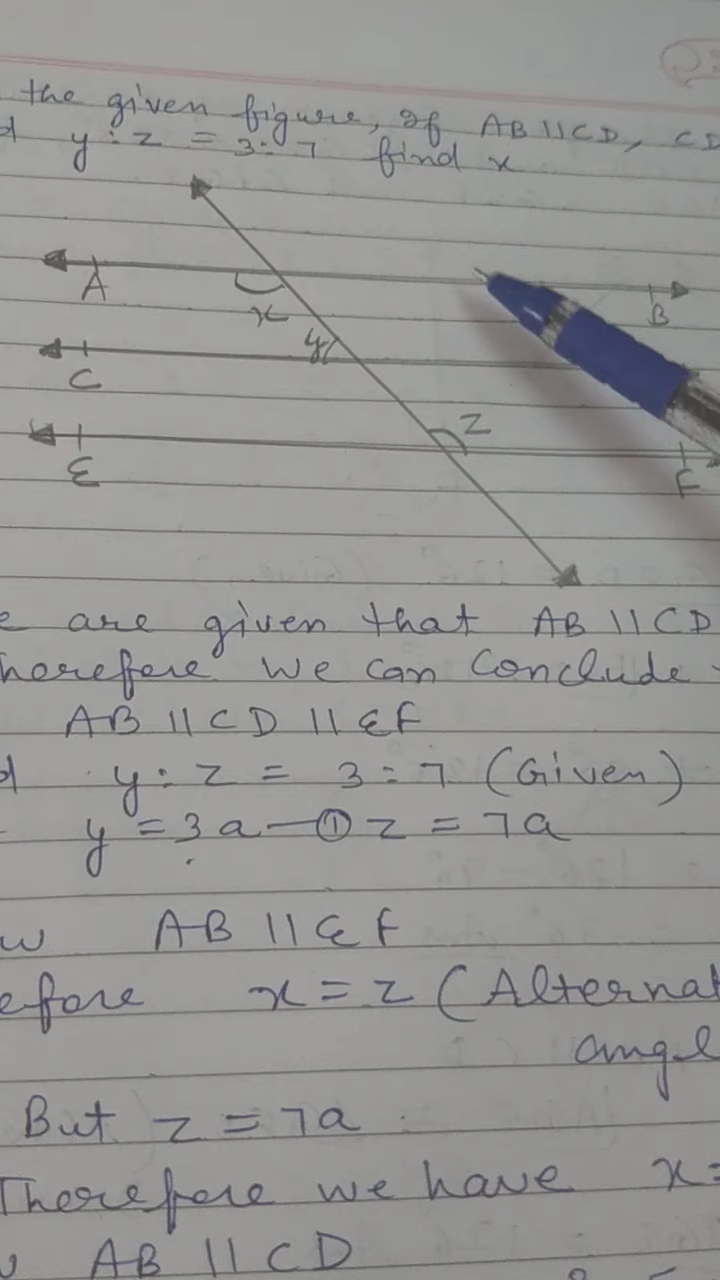 the given figure, If AB || CD, CD
y : z = 3 : 7 find x
A
B
x
y
C
z
E
F
are given that AB || CD
We can Conclude
AB || CD || EF
y : z = 3 : 7 (Given)
y = 3a — ① z = 7a
AB || EF
x = z (Alternat
angl
But z = 7a
Therefore we have x =
AB || CD